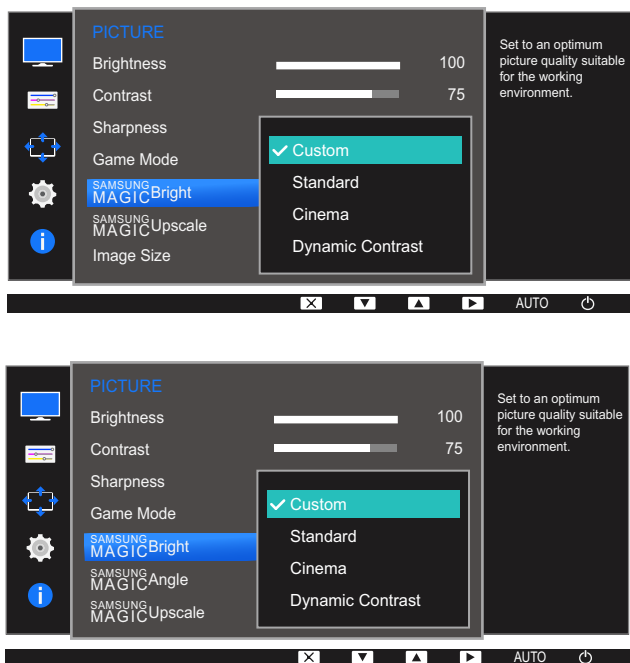 PICTURE
Brightness 100
Contrast 75
Sharpness
Game Mode
SAMSUNG
MAGICBright
SAMSUNG
MAGICUpscale
Image Size
Custom
Standard
Cinema
Dynamic Contrast
Set to an optimum
picture quality suitable
for the working
environment.
AUTO
PICTURE
Brightness 100
Contrast 75
Sharpness
Game Mode
SAMSUNG
MAGICBright
SAMSUNG
MAGICAngle
SAMSUNG
MAGICUpscale
Custom
Standard
Cinema
Dynamic Contrast
Set to an optimum
picture quality suitable
for the working
environment.
AUTO